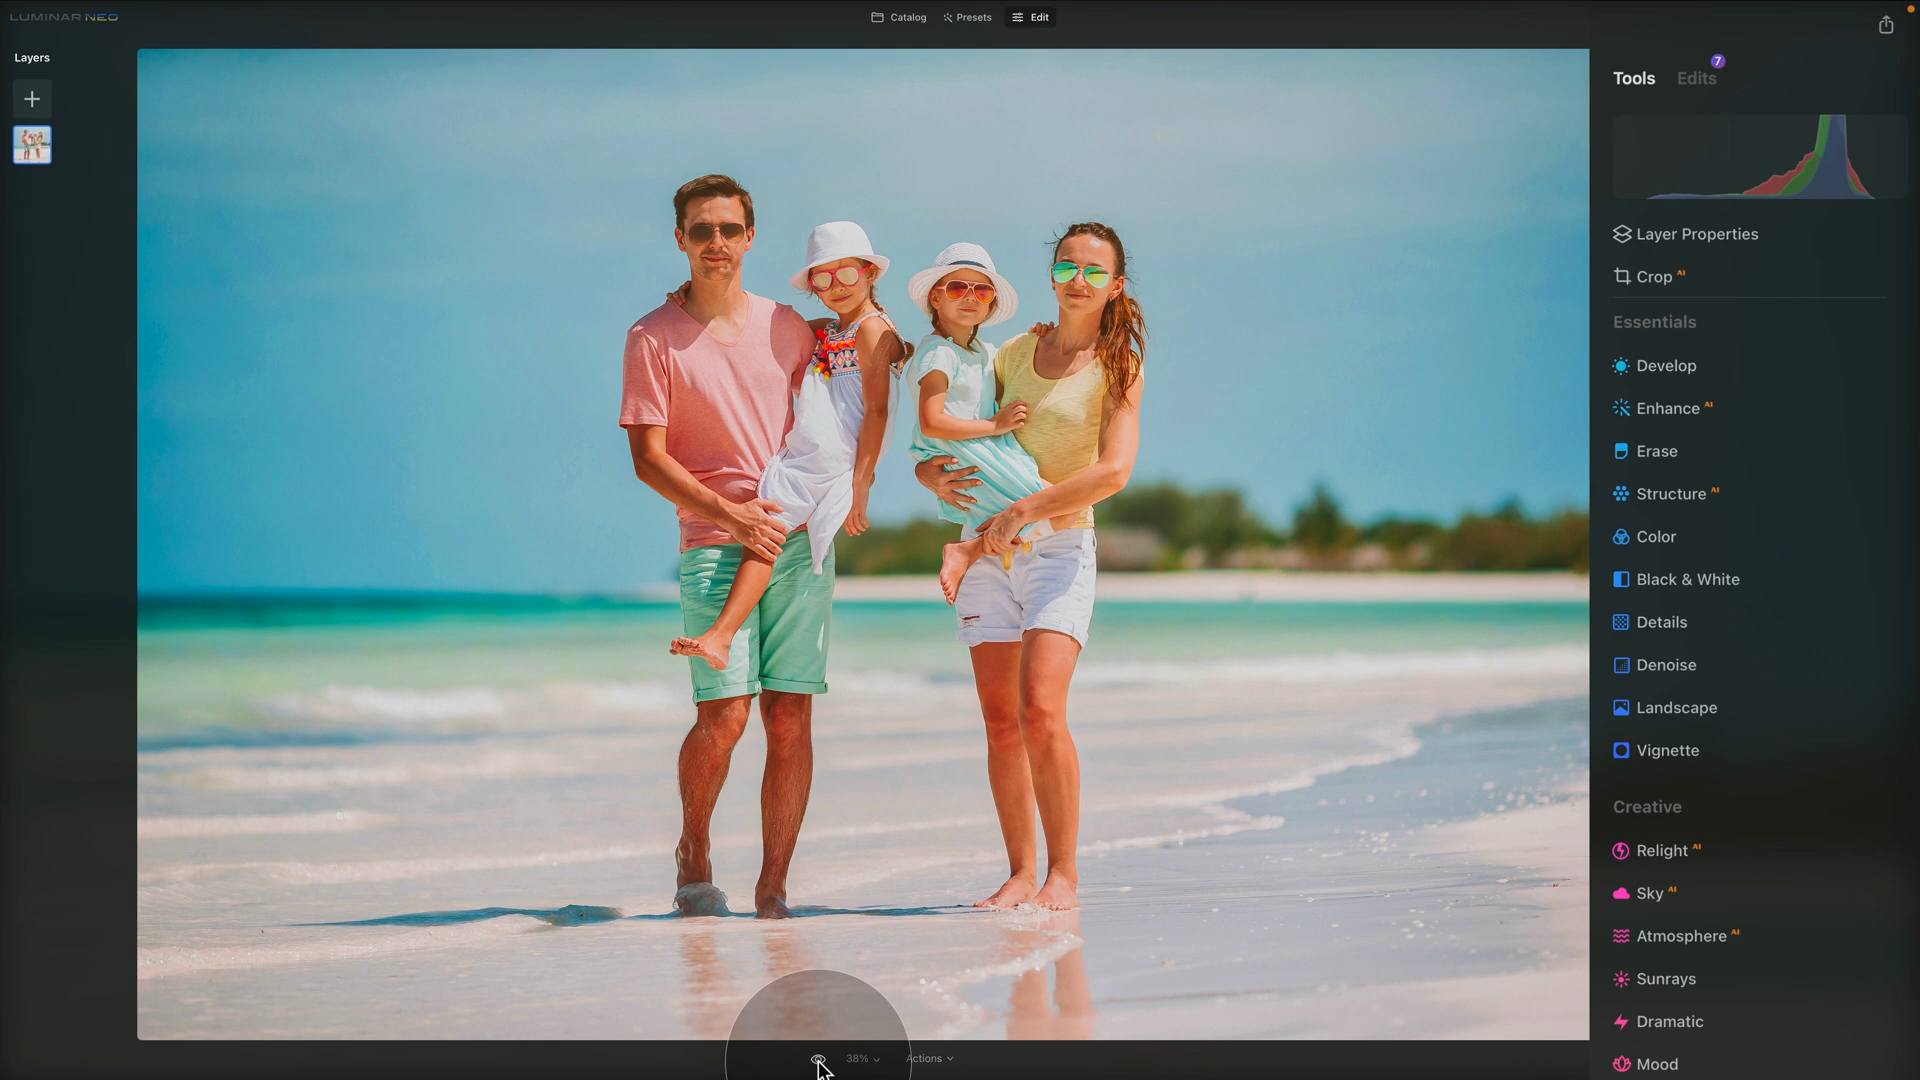 LUMINAR NEO
Catalog
Presets
Edit
Layers
7
Tools
Edits
Layer Properties
Crop AI
Essentials
Develop
Enhance AI
Erase
Structure AI
Color
Black & White
Details
Denoise
Landscape
Vignette
Creative
Relight AI
Sky AI
Atmosphere AI
Sunrays
Dramatic
Mood
38%
Actions